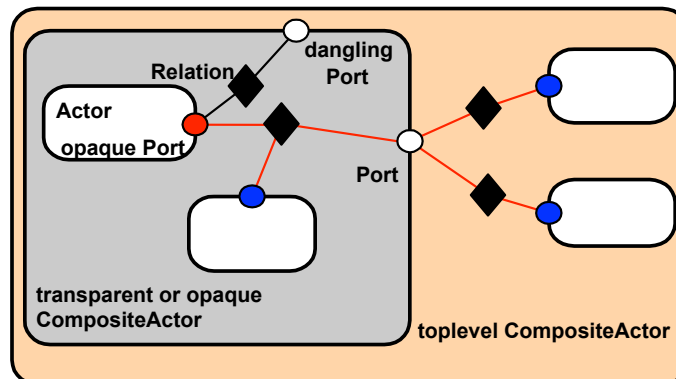 dangling
Port
Relation
Actor
opaque Port
Port
transparent or opaque
CompositeActor
toplevel CompositeActor